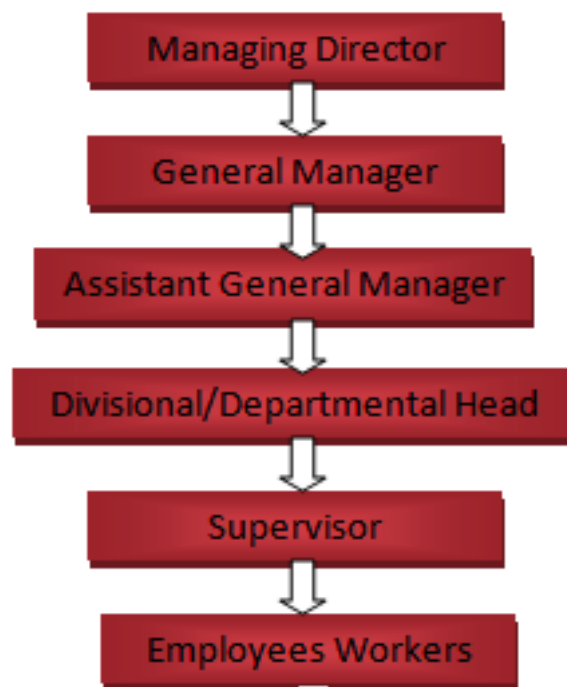 Managing Director
General Manager
Assistant General Manager
Divisional/Departmental Head
Supervisor
Employees Workers